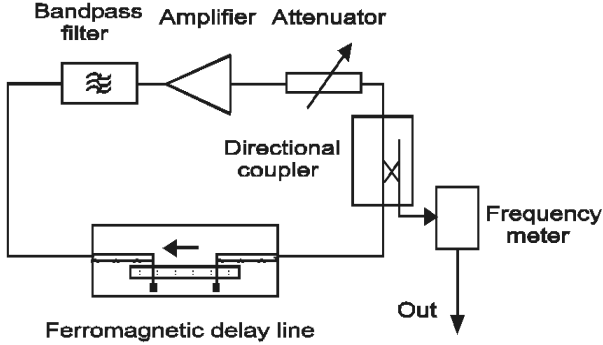 Bandpass
filter
Amplifier
Attenuator
Directional
coupler
Frequency
meter
Out
Ferromagnetic delay line